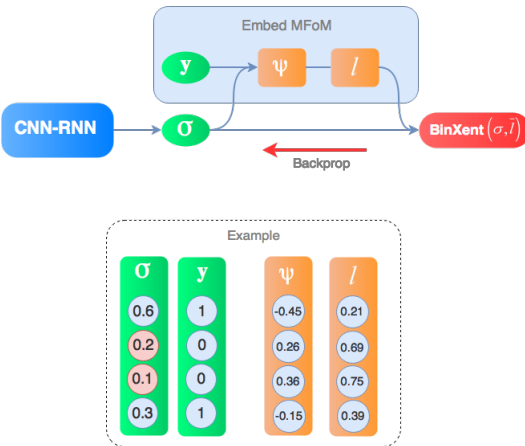 Embed MFoM
y ψ l
CNN-RNN σ BinXent(σ,l̃)
Backprop
Example
σ y ψ l
0.6 1 -0.45 0.21
0.2 0 0.26 0.69
0.1 0 0.36 0.75
0.3 1 -0.15 0.39